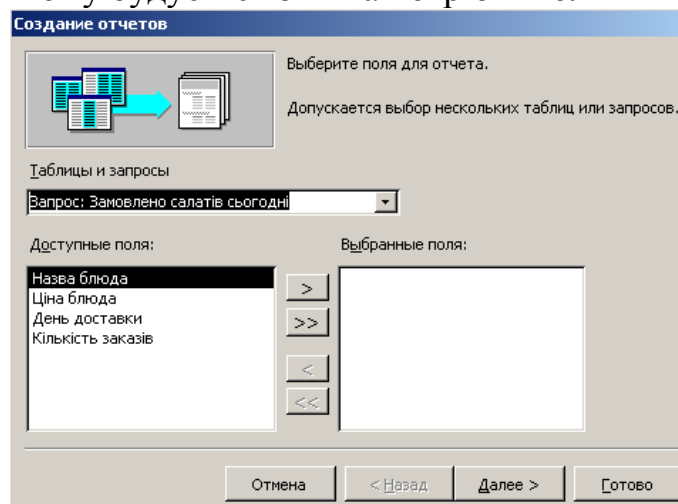 Создание отчетов
Выберите поля для отчета.
Допускается выбор нескольких таблиц или запросов.
Таблицы и запросы
Запрос: Замовлено салатів сьогодні
Доступные поля:
Выбранные поля:
Назва блюда
Ціна блюда
День доставки
Кількість заказів
>
>>
<
<<
Отмена
< Назад
Далее >
Готово